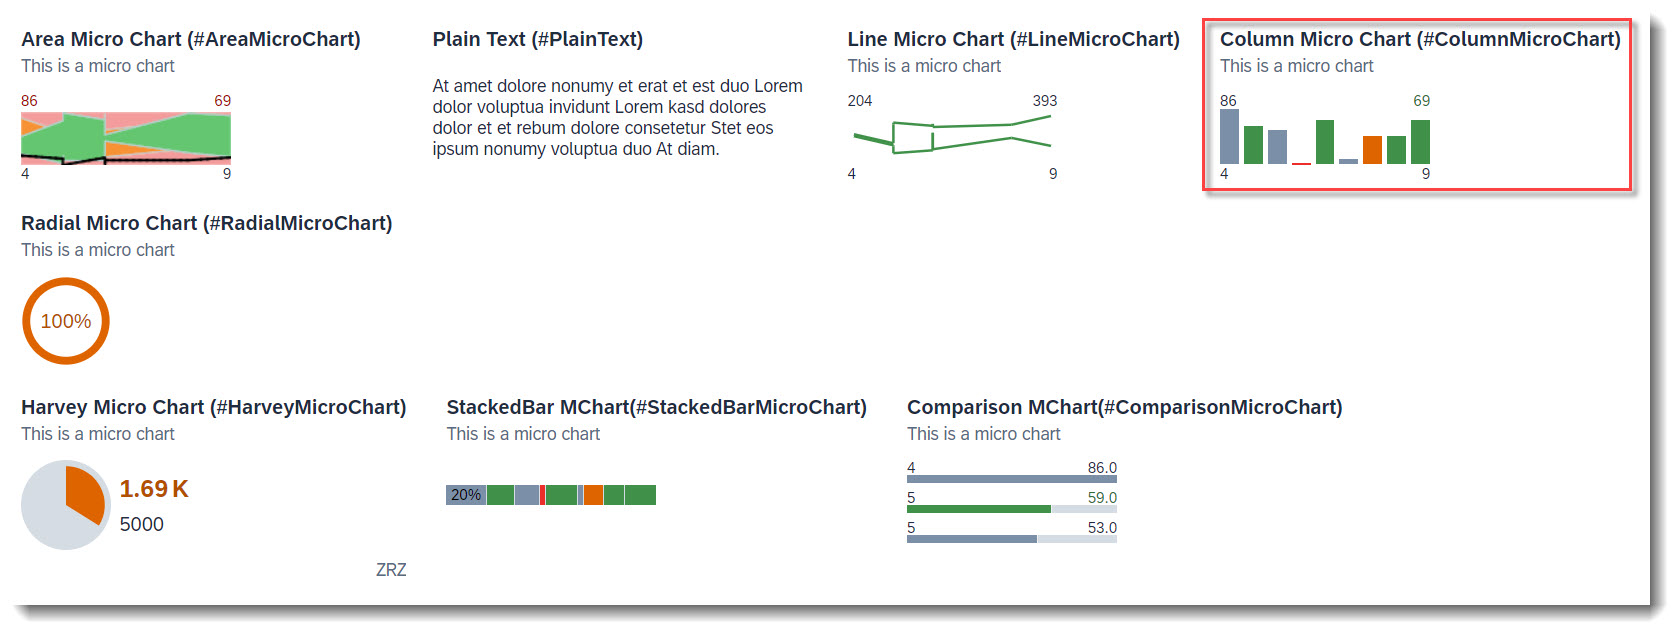 Area Micro Chart (#AreaMicroChart)
This is a micro chart
86 69
4 9
Plain Text (#PlainText)
At amet dolore nonumy et erat et est duo Lorem
dolor voluptua invidunt Lorem kasd dolores
dolor et et rebum dolore consetetur Stet eos
ipsum nonumy voluptua duo At diam.
Line Micro Chart (#LineMicroChart)
This is a micro chart
204 393
4 9
Column Micro Chart (#ColumnMicroChart)
This is a micro chart
86 69
4 9
Radial Micro Chart (#RadialMicroChart)
This is a micro chart
100%
Harvey Micro Chart (#HarveyMicroChart)
This is a micro chart
1.69 K
5000
ZRZ
StackedBar MChart(#StackedBarMicroChart)
This is a micro chart
20%
Comparison MChart(#ComparisonMicroChart)
This is a micro chart
4 86.0
5 59.0
5 53.0